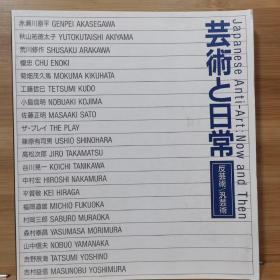 赤瀬川原平 GENPEI AKASEGAWA
秋山祐徳太子 YUTOKUTAISHI AKIYAMA
荒川修作 SHUSAKU ARAKAWA
榎忠 CHU ENOKI
菊畑茂久馬 MOKUMA KIKUHATA
工藤哲巳 TETSUMI KUDO
小島信明 NOBUAKI KOJIMA
佐藤正明 MASAAKI SATO
ザ・プレイ THE PLAY
篠原有司男 USHIO SHINOHARA
高松次郎 JIRO TAKAMATSU
谷川晃一 KOICHI TANIKAWA
中村宏 HIROSHI NAKAMURA
平賀敬 KEI HIRAGA
福岡道雄 MICHIO FUKUOKA
村岡三郎 SABURO MURAOKA
森村泰昌 YASUMASA MORIMURA
山中信夫 NOBUO YAMANAKA
吉野辰海 TATSUMI YOSHINO
吉村益信 MASUNOBU YOSHIMURA
芸術と日常
反芸術/汎芸術
Japanese Anti-Art: Now and Then